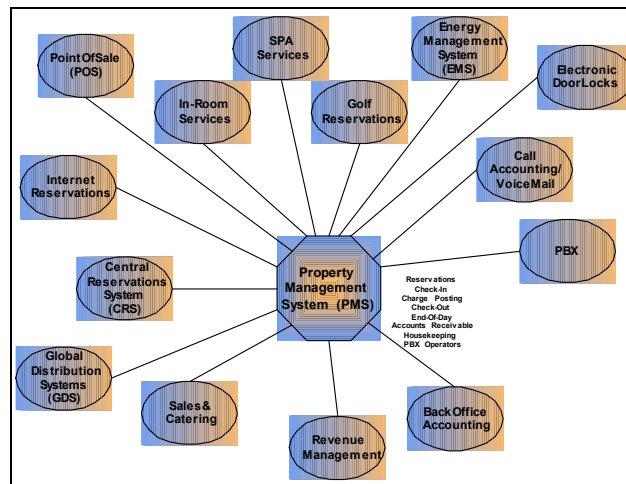 SPA
Services
Energy
Management
System
(EMS)
PointOfSale
(POS)
Electronic
DoorLocks
In-Room
Services
Golf
Reservations
Call
Accounting/
VoiceMail
Internet
Reservations
PBX
Property
Management
System (PMS)
Central
Reservations
System
(CRS)
Reservations
Check-In
Charge Posting
Check-Out
End-Of-Day
Accounts Receivable
Housekeeping
PBX Operators
Global
Distribution
Systems
(GDS)
Sales&
Catering
BackOffice
Accounting
Revenue
Management